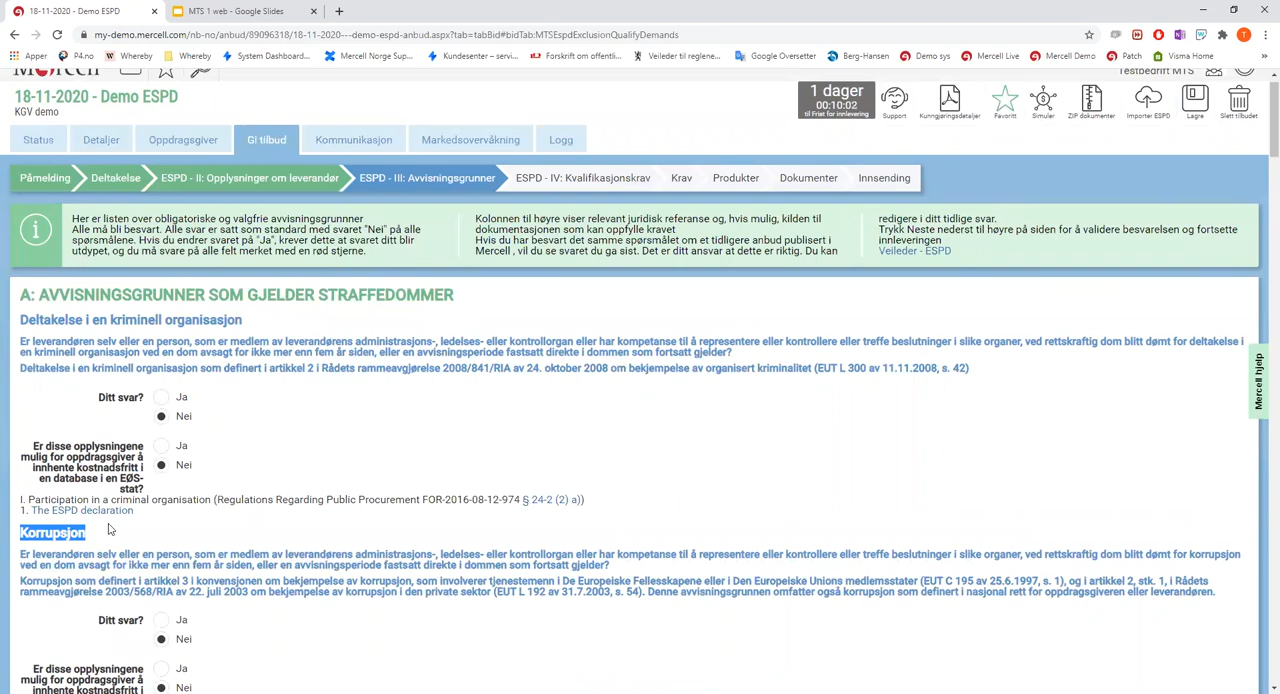 18-11-2020 - Demo ESPD
MTS 1 web - Google Slides
my-demo.mercell.com/nb-no/anbud/89096318/18-11-2020---demo-espd-anbud.aspx?tab=tabBid#bidTab:MTSEspdExclusionQualifyDemands
Apper P4.no Whereby Whereby System Dashboard... Mercell Norge Sup... Kundesenter – servi... Forskrift om offentl... Veileder til reglene... Google Oversetter Berg-Hansen Demo sys Mercell Live Mercell Demo Patch Visma Home
Mercell
Testbedrift MTS
18-11-2020 - Demo ESPD
KGV demo
1 dager
00:10:02
til Frist for innlevering
Support Kunngjøringsdetaljer Favoritt Simuler ZIP dokumenter Importer ESPD Lagre Slett tilbudet
Status Detaljer Oppdragsgiver Gi tilbud Kommunikasjon Markedsovervåkning Logg
Påmelding Deltakelse ESPD - II: Opplysninger om leverandør ESPD - III: Avvisningsgrunner ESPD - IV: Kvalifikasjonskrav Krav Produkter Dokumenter Innsending
Her er listen over obligatoriske og valgfrie avvisningsgrunnner
Alle må bli besvart. Alle svar er satt som standard med svaret "Nei" på alle
spørsmålene. Hvis du endrer svaret på "Ja", krever dette at svaret ditt blir
utdypet, og du må svare på alle felt merket med en rød stjerne.
Kolonnen til høyre viser relevant juridisk referanse og, hvis mulig, kilden til
dokumentasjonen som kan oppfylle kravet
Hvis du har besvart det samme spørsmålet om et tidligere anbud publisert i
Mercell , vil du se svaret du ga sist. Det er ditt ansvar at dette er riktig. Du kan
redigere i ditt tidlige svar.
Trykk Neste nederst til høyre på siden for å validere besvarelsen og fortsette
innleveringen
Veileder - ESPD
A: AVVISNINGSGRUNNER SOM GJELDER STRAFFEDOMMER
Deltakelse i en kriminell organisasjon
Er leverandøren selv eller en person, som er medlem av leverandørens administrasjons-, ledelses- eller kontrollorgan eller har kompetanse til å representere eller kontrollere eller treffe beslutninger i slike organer, ved rettskraftig dom blitt dømt for deltakelse i
en kriminell organisasjon ved en dom avsagt for ikke mer enn fem år siden, eller en avvisningsperiode fastsatt direkte i dommen som fortsatt gjelder?
Deltakelse i en kriminell organisasjon som definert i artikkel 2 i Rådets rammeavgjørelse 2008/841/RIA av 24. oktober 2008 om bekjempelse av organisert kriminalitet (EUT L 300 av 11.11.2008, s. 42)
Ditt svar? Ja
Nei
Er disse opplysningene Ja
mulig for oppdragsgiver å
innhente kostnadsfritt i Nei
en database i en EØS-
stat?
I. Participation in a criminal organisation (Regulations Regarding Public Procurement FOR-2016-08-12-974 § 24-2 (2) a))
1. The ESPD declaration
Korrupsjon
Er leverandøren selv eller en person, som er medlem av leverandørens administrasjons-, ledelses- eller kontrollorgan eller har kompetanse til å representere eller kontrollere eller treffe beslutninger i slike organer, ved rettskraftig dom blitt dømt for korrupsjon
ved en dom avsagt for ikke mer enn fem år siden, eller en avvisningsperiode fastsatt direkte i dommen som fortsatt gjelder?
Korrupsjon som definert i artikkel 3 i konvensjonen om bekjempelse av korrupsjon, som involverer tjenestemenn i De Europeiske Fellesskapene eller i Den Europeiske Unions medlemsstater (EUT C 195 av 25.6.1997, s. 1), og i artikkel 2, stk. 1, i Rådets
rammeavgjørelse 2003/568/RIA av 22. juli 2003 om bekjempelse av korrupsjon i den private sektor (EUT L 192 av 31.7.2003, s. 54). Denne avvisningsgrunnen omfatter også korrupsjon som definert i nasjonal rett for oppdragsgiveren eller leverandøren.
Ditt svar? Ja
Nei
Er disse opplysningene Ja
mulig for oppdragsgiver å
innhente kostnadsfritt i Nei
Mercell hjelp